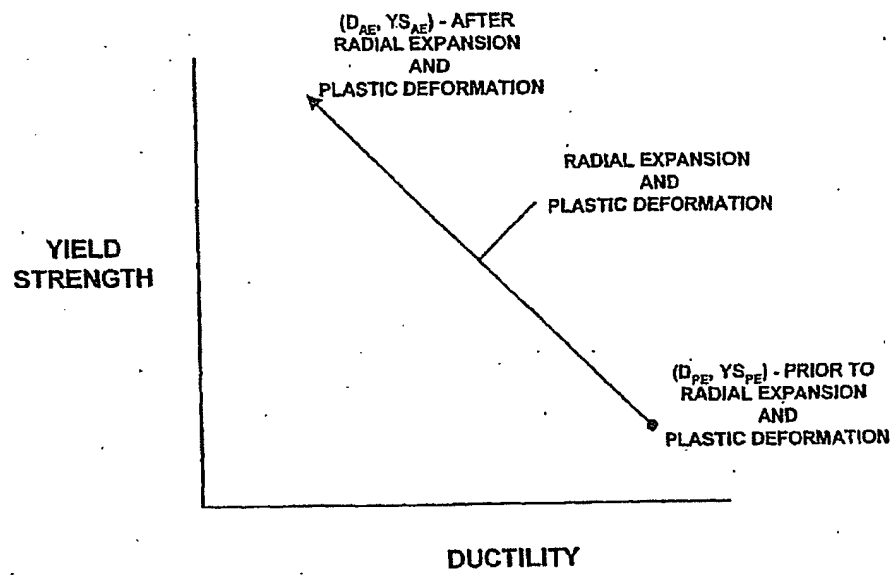 (D_AE, YS_AE) - AFTER
RADIAL EXPANSION
AND
PLASTIC DEFORMATION
RADIAL EXPANSION
AND
PLASTIC DEFORMATION
YIELD
STRENGTH
(D_PE, YS_PE) - PRIOR TO
RADIAL EXPANSION
AND
PLASTIC DEFORMATION
DUCTILITY